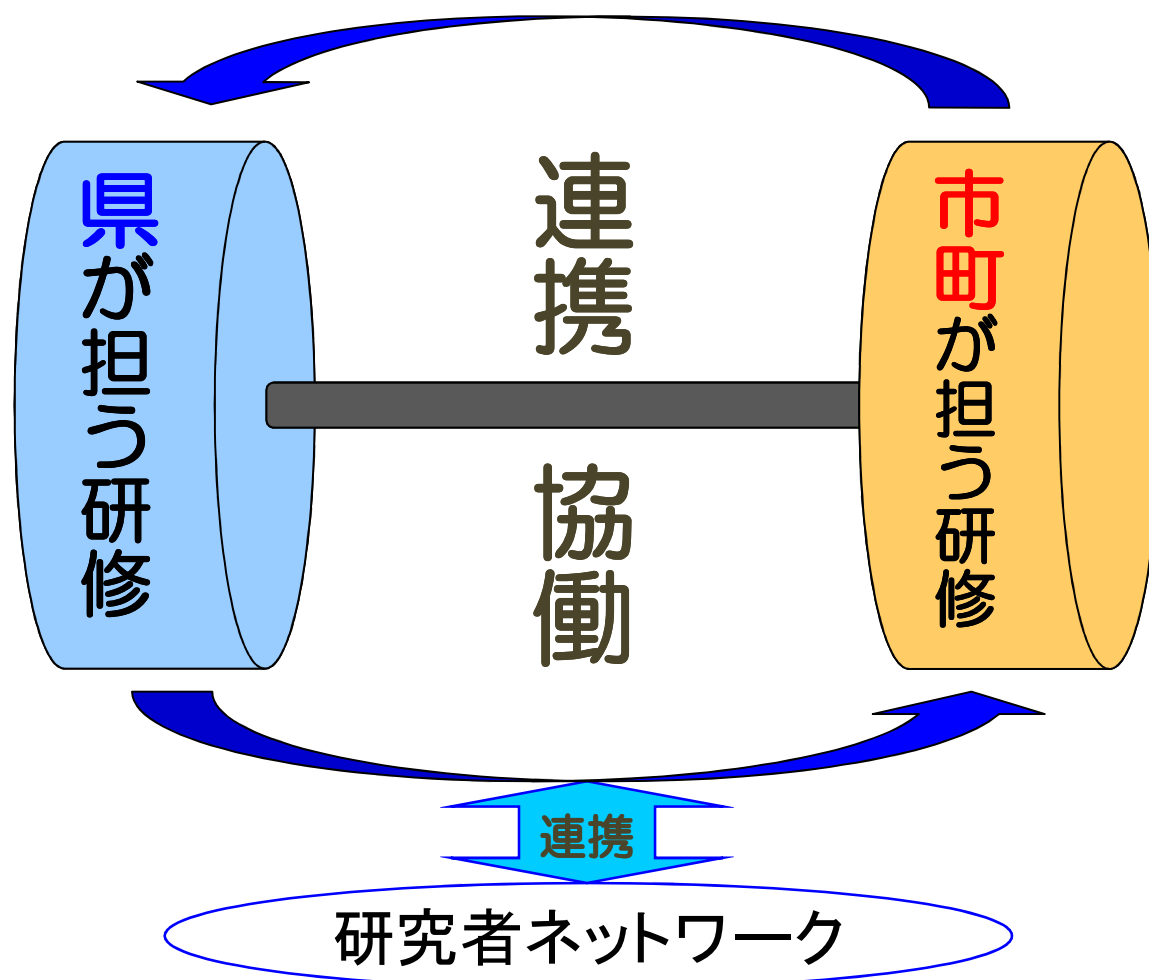 県が担う研修
連携
協働
市町が担う研修
連携
研究者ネットワーク